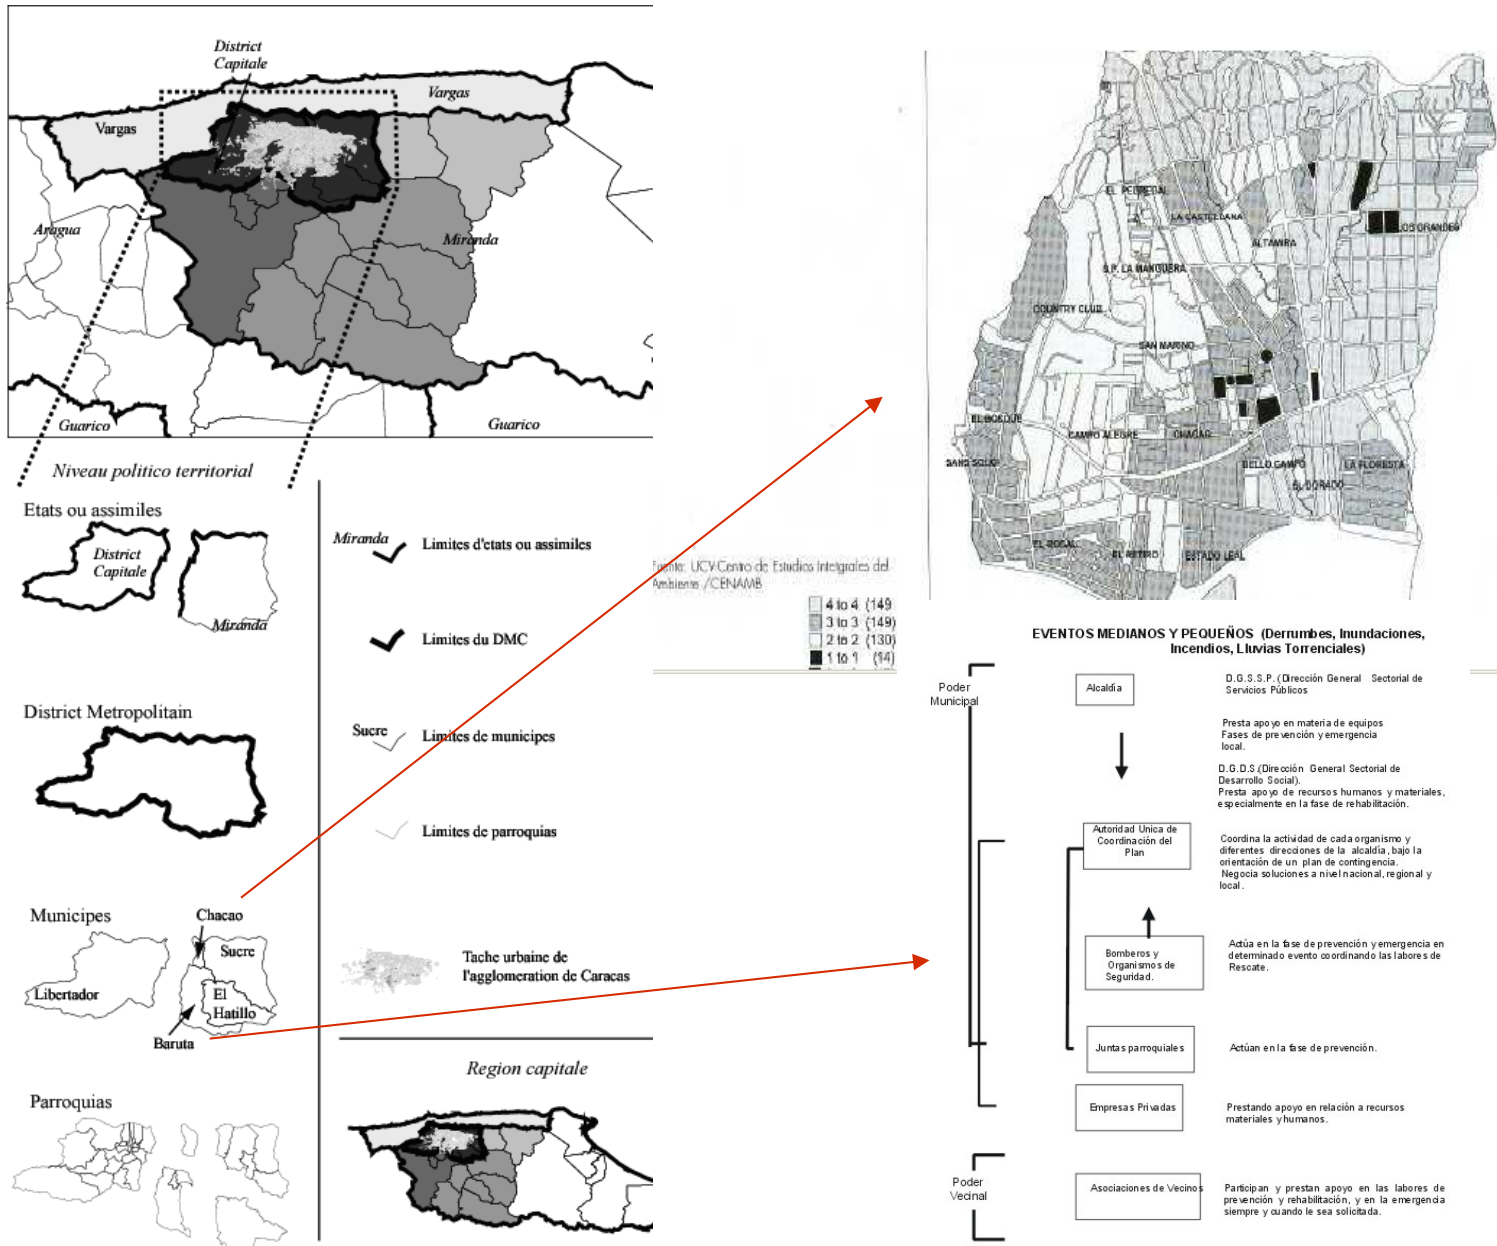 District
Capitale
Vargas
Vargas
Aragua
Miranda
Guarico
Guarico
Niveau politico territorial
Etats ou assimiles
District
Capitale
Miranda
District Metropolitain
Municipes
Chacao
Sucre
Libertador
El
Hatillo
Baruta
Parroquias
Miranda
Limites d'etats ou assimiles
Limites du DMC
Sucre
Limites de municipes
Limites de parroquias
Tache urbaine de
l'agglomeration de Caracas
Region capitale
EL PEDREGAL
LA CASTELLANA
LOS GRANDES
ALTAMIRA
S.P. LA MANGUERA
COUNTRY CLUB
SAN MARINO
EL BOSQUE
CAMPO ALEGRE
CHACAO
SANS SOUCI
BELLO CAMPO
LA FLORESTA
EL DORADO
EL ROSAL
EL RETIRO
ESTADO LEAL
Fuente: UCV-Centro de Estudios Integrales del
Ambiente /CENAMB
4 to 4 (149
3 to 3 (149)
2 to 2 (130)
1 to 1 (14)
EVENTOS MEDIANOS Y PEQUEÑOS (Derrumbes, Inundaciones,
Incendios, Lluvias Torrenciales)
Poder
Municipal
Alcaldía
D.G.S.S.P. (Dirección General Sectorial de
Servicios Públicos
Presta apoyo en materia de equipos
Fases de prevención y emergencia
local.
D.G.D.S.(Dirección General Sectorial de
Desarrollo Social).
Presta apoyo de recursos humanos y materiales,
especialmente en la fase de rehabilitación.
Autoridad Unica de
Coordinación del
Plan
Coordina la actividad de cada organismo y
diferentes direcciones de la alcaldía, bajo la
orientación de un plan de contingencia.
Negocia soluciones a nivel nacional, regional y
local.
Bomberos y
Organismos de
Seguridad.
Actúa en la fase de prevención y emergencia en
determinado evento coordinando las labores de
Rescate.
Juntas parroquiales
Actúan en la fase de prevención.
Empresas Privadas
Prestando apoyo en relación a recursos
materiales y humanos.
Poder
Vecinal
Asociaciones de Vecinos
Participan y prestan apoyo en las labores de
prevención y rehabilitación, y en la emergencia
siempre y cuando le sea solicitada.